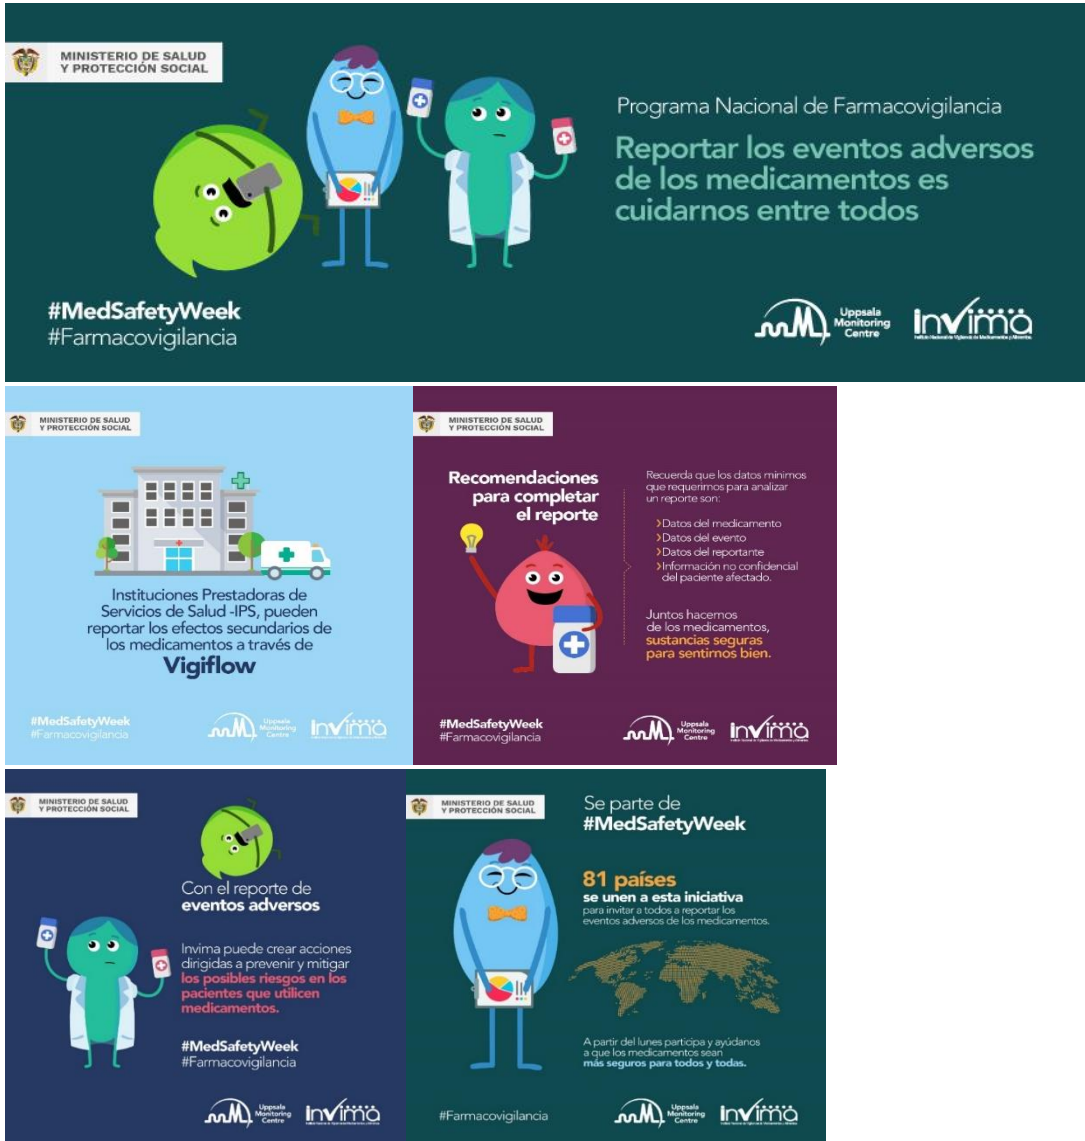 MINISTERIO DE SALUD
Y PROTECCIÓN SOCIAL
Programa Nacional de Farmacovigilancia
Reportar los eventos adversos
de los medicamentos es
cuidarnos entre todos
#MedSafetyWeek
#Farmacovigilancia
Uppsala
Monitoring
Centre
Invima
Instituto Nacional de Vigilancia de Medicamentos y Alimentos
MINISTERIO DE SALUD
Y PROTECCIÓN SOCIAL
Instituciones Prestadoras de
Servicios de Salud -IPS, pueden
reportar los efectos secundarios de
los medicamentos a través de
Vigiflow
#MedSafetyWeek
#Farmacovigilancia
Uppsala
Monitoring
Centre
Invima
MINISTERIO DE SALUD
Y PROTECCIÓN SOCIAL
Recomendaciones
para completar
el reporte
Recuerda que los datos mínimos
que requerimos para analizar
un reporte son:
Datos del medicamento
Datos del evento
Datos del reportante
Información no confidencial
del paciente afectado.
Juntos hacemos
de los medicamentos,
sustancias seguras
para sentirnos bien.
#MedSafetyWeek
#Farmacovigilancia
Uppsala
Monitoring
Centre
Invima
MINISTERIO DE SALUD
Y PROTECCIÓN SOCIAL
Con el reporte de
eventos adversos
Invima puede crear acciones
dirigidas a prevenir y mitigar
los posibles riesgos en los
pacientes que utilicen
medicamentos.
#MedSafetyWeek
#Farmacovigilancia
Uppsala
Monitoring
Centre
Invima
MINISTERIO DE SALUD
Y PROTECCIÓN SOCIAL
Se parte de
#MedSafetyWeek
81 países
se unen a esta iniciativa
para invitar a todos a reportar los
eventos adversos de los medicamentos.
A partir del lunes participa y ayúdanos
a que los medicamentos sean
más seguros para todos y todas.
#Farmacovigilancia
Uppsala
Monitoring
Centre
Invima